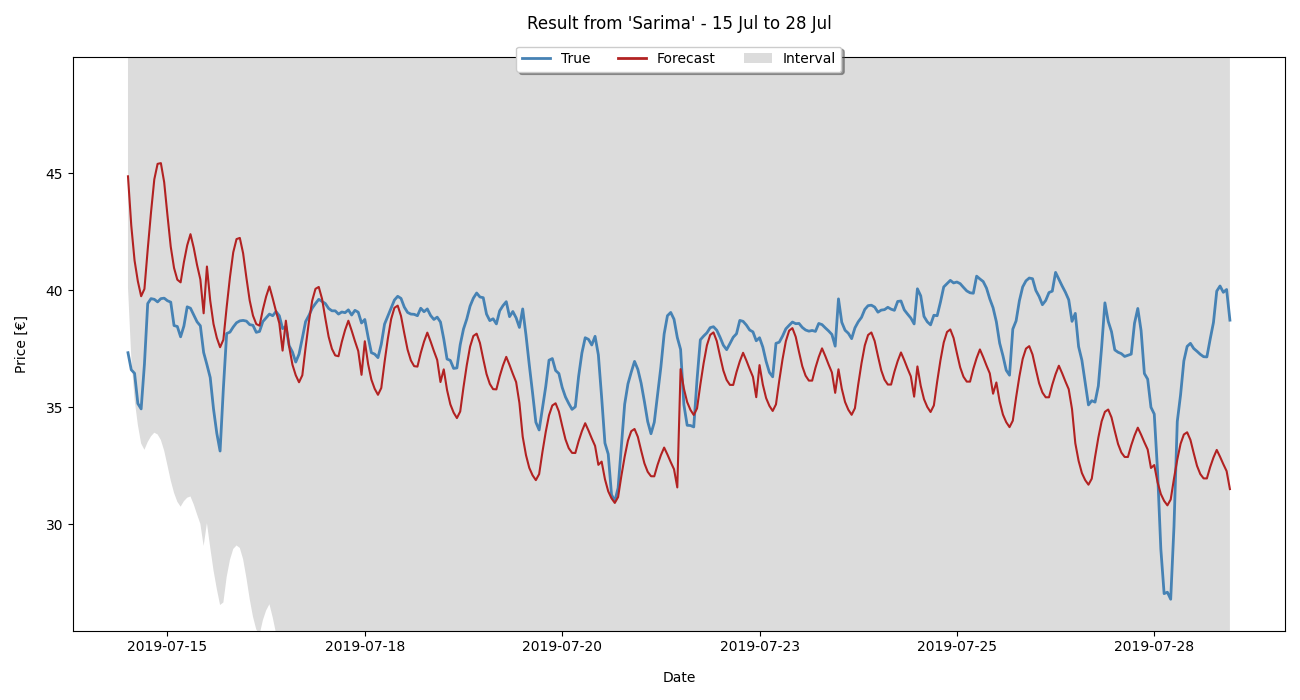 Result from 'Sarima' - 15 Jul to 28 Jul
True Forecast Interval
Price [€]
45
40
35
30
2019-07-15 2019-07-18 2019-07-20 2019-07-23 2019-07-25 2019-07-28
Date